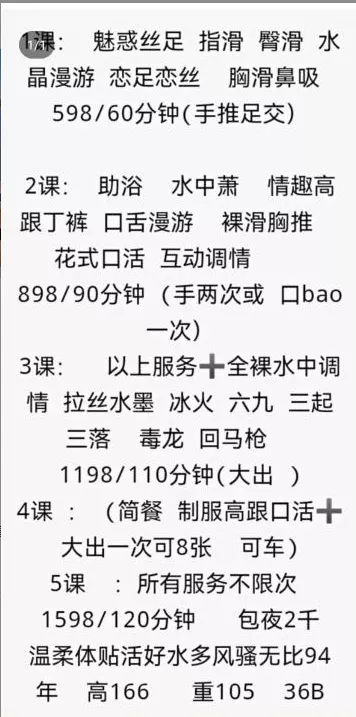 1课： 魅惑丝足 指滑 臀滑 水
晶漫游 恋足恋丝 胸滑鼻吸
598/60分钟(手推足交)
2课： 助浴 水中萧 情趣高
跟丁裤 口舌漫游 裸滑胸推
花式口活 互动调情
898/90分钟 (手两次或 口bao
一次)
3课： 以上服务➕全裸水中调
情 拉丝水墨 冰火 六九 三起
三落 毒龙 回马枪
1198/110分钟(大出 )
4课 ： (简餐 制服高跟口活➕
大出一次可8张 可车)
5课 ：所有服务不限次
1598/120分钟 包夜2千
温柔体贴活好水多风骚无比94
年 高166 重105 36B